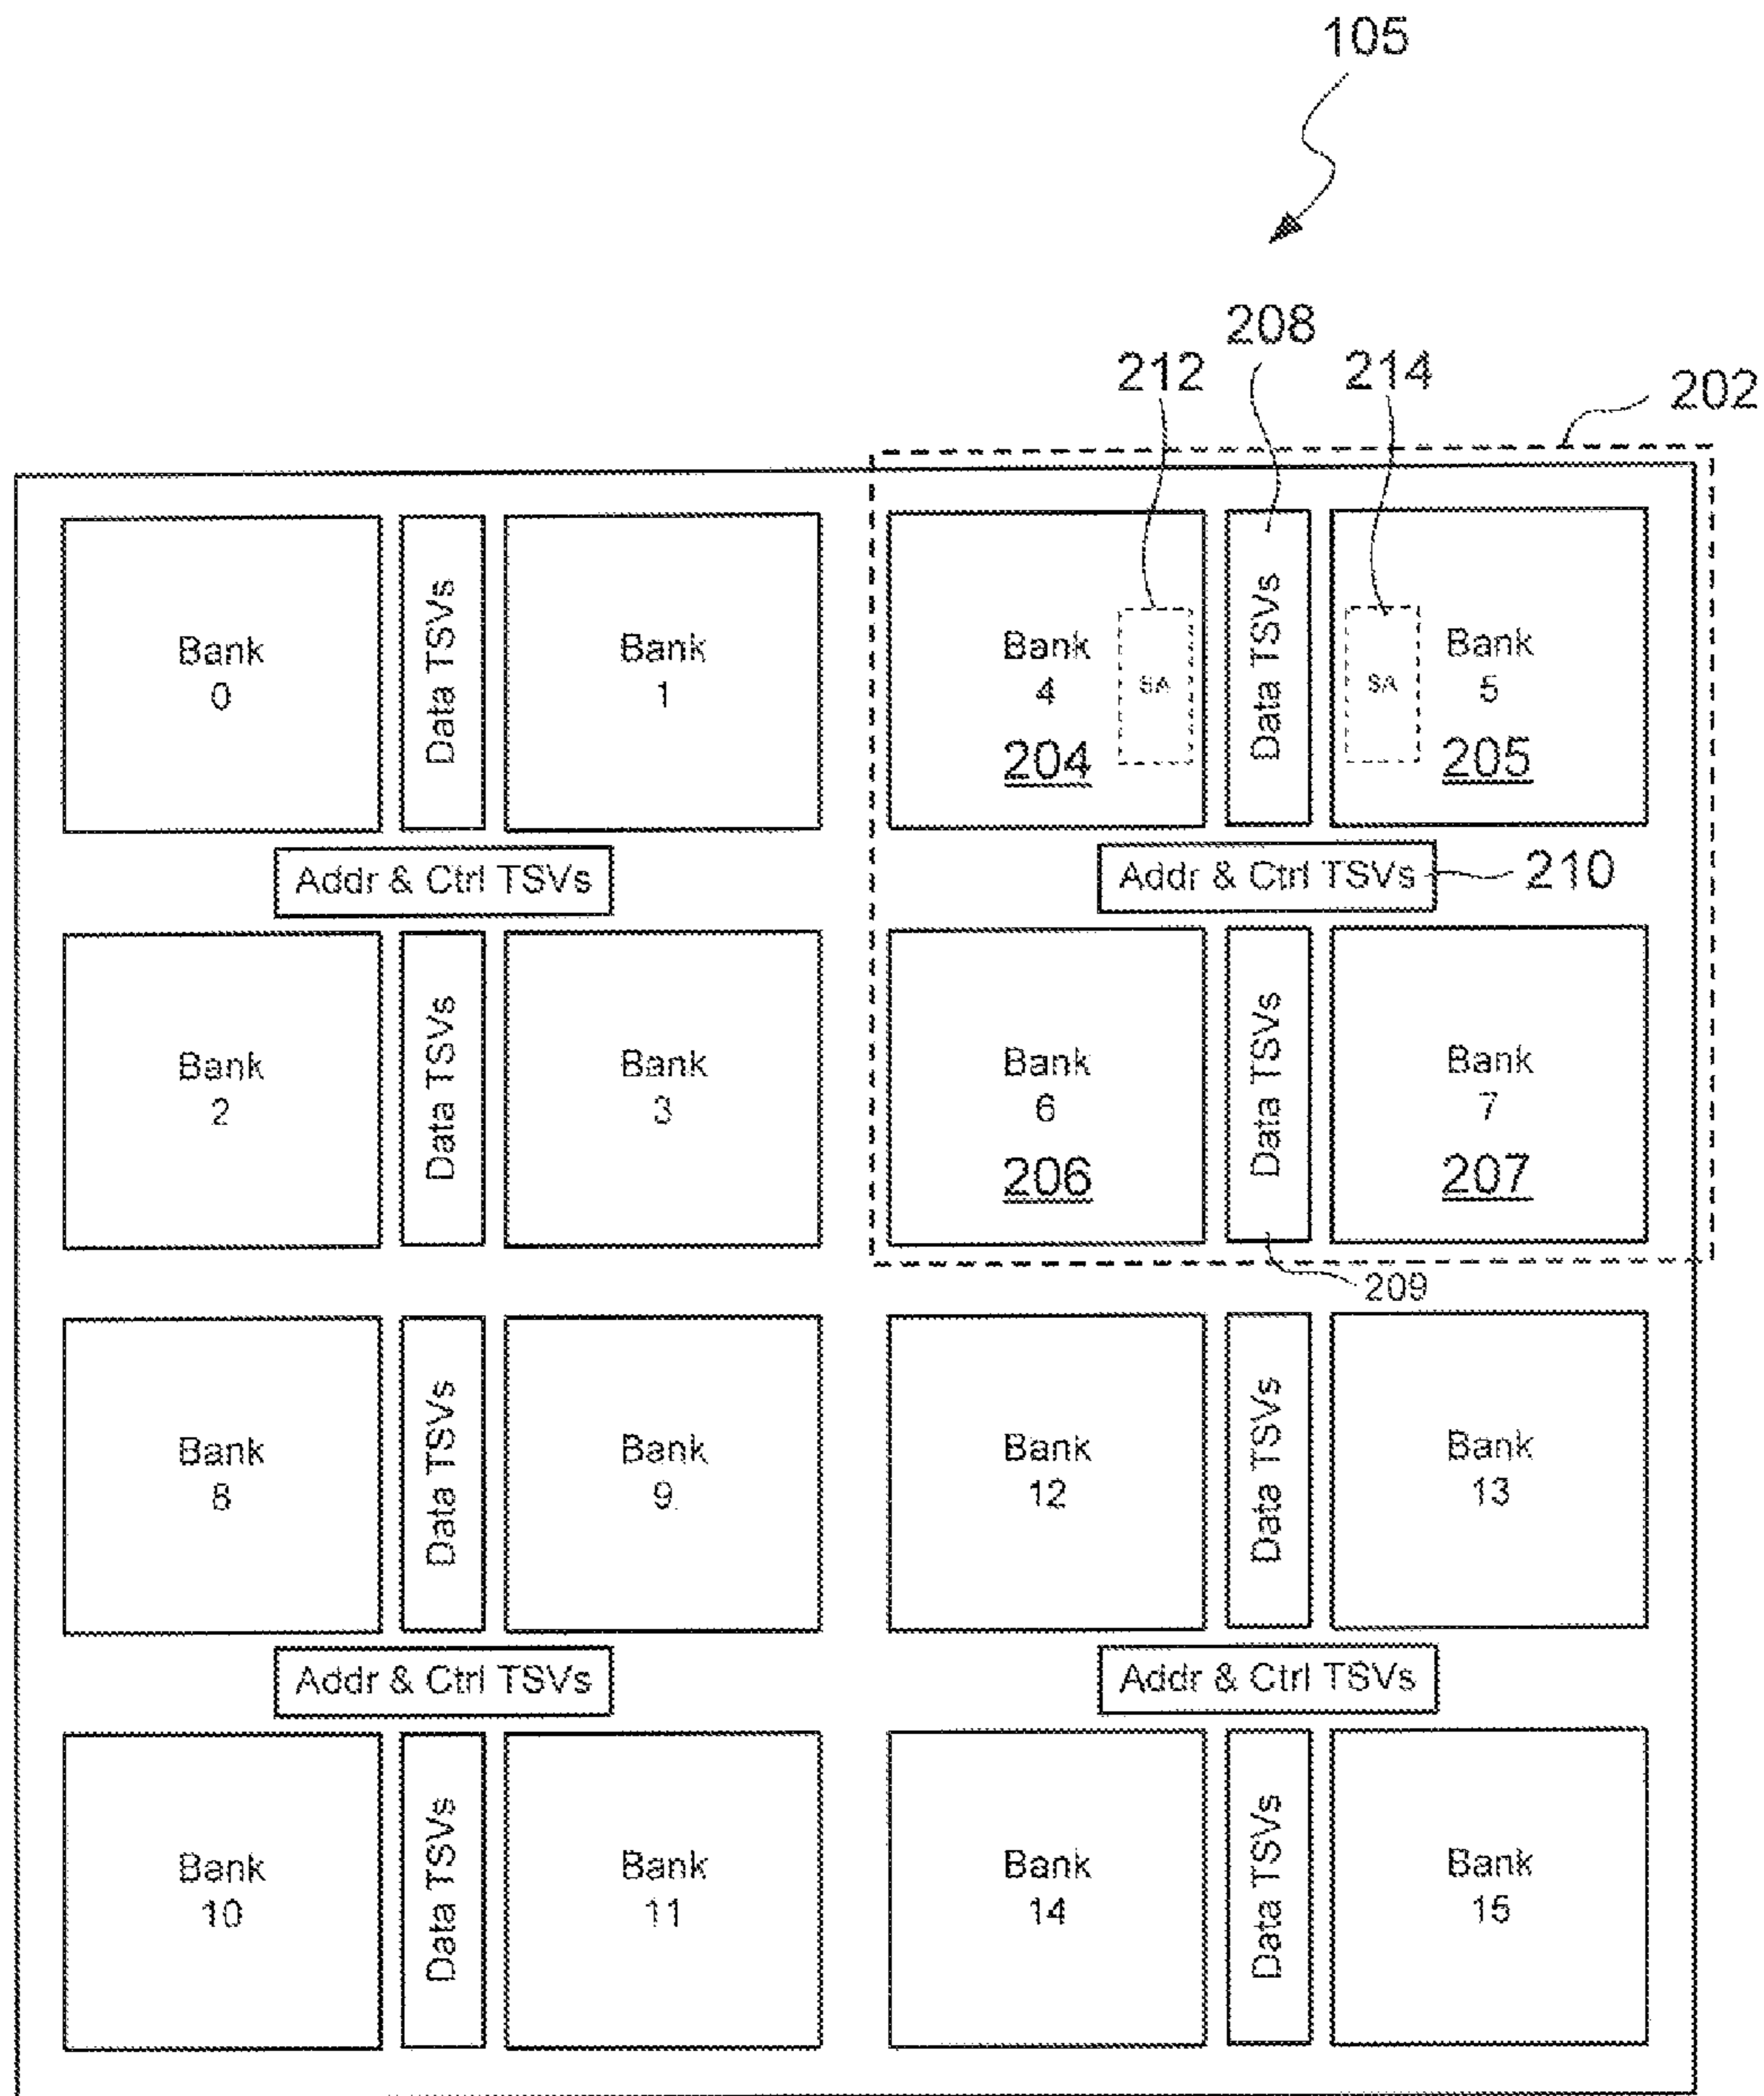 105
208
212
214
202
Bank
0
Data TSVs
Bank
1
Bank
4
204
SA
Data TSVs
SA
Bank
5
205
Addr & Ctrl TSVs
Addr & Ctrl TSVs
210
Bank
2
Data TSVs
Bank
3
Bank
6
206
Data TSVs
Bank
7
207
209
Bank
8
Data TSVs
Bank
9
Bank
12
Data TSVs
Bank
13
Addr & Ctrl TSVs
Addr & Ctrl TSVs
Bank
10
Data TSVs
Bank
11
Bank
14
Data TSVs
Bank
15